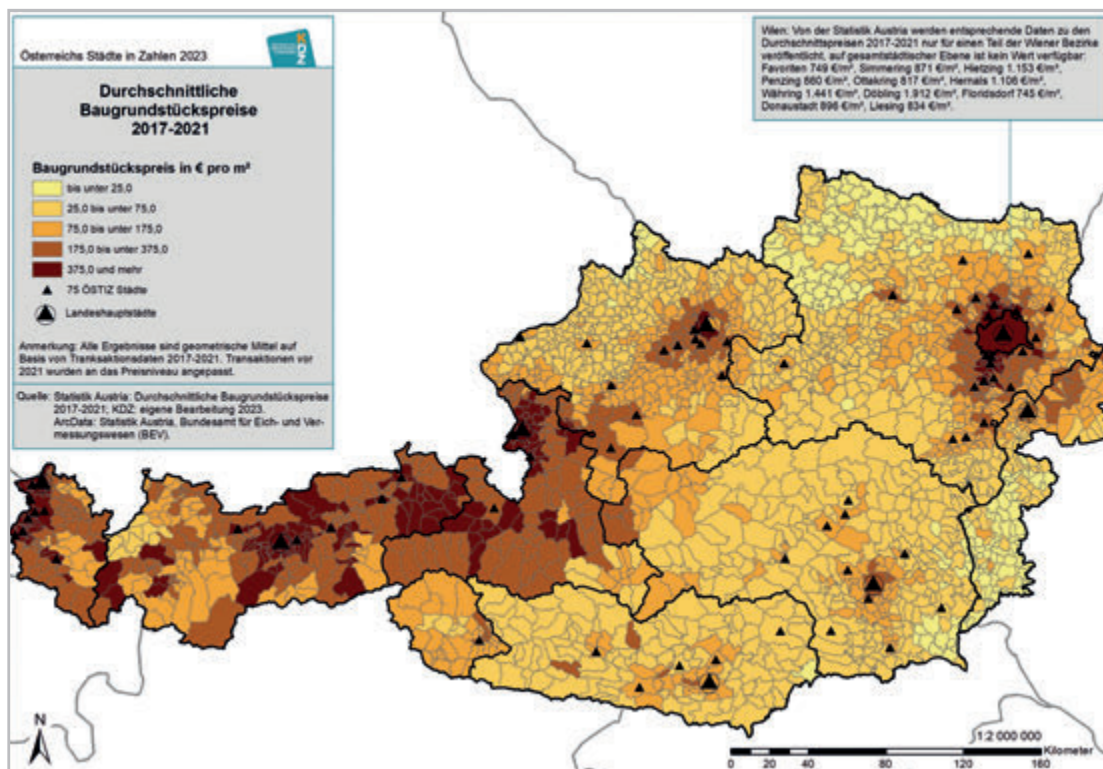 Österreichs Städte in Zahlen 2023
KDZ
Durchschnittliche
Baugrundstückspreise
2017-2021
Baugrundstückspreis in € pro m²
bis unter 25,0
25,0 bis unter 75,0
75,0 bis unter 175,0
175,0 bis unter 375,0
375,0 und mehr
75 ÖSTIZ Städte
Landeshauptstädte
Anmerkung: Alle Ergebnisse sind geometrische Mittel auf
Basis von Tranksaktionsdaten 2017-2021. Transaktionen vor
2021 wurden an das Preisniveau angepasst.
Quelle: Statistik Austria: Durchschnittliche Baugrundstückspreise
2017-2021; KDZ: eigene Bearbeitung 2023.
ArcData: Statistik Austria, Bundesamt für Eich- und Ver-
messungswesen (BEV).
Wien: Von der Statistik Austria werden entsprechende Daten zu den
Durchschnittspreisen 2017-2021 nur für einen Teil der Wiener Bezirke
veröffentlicht, auf gesamtstädtischer Ebene ist kein Wert verfügbar:
Favoriten 749 €/m², Simmering 871 €/m², Hietzing 1.153 €/m²,
Penzing 860 €/m², Ottakring 817 €/m², Hernals 1.106 €/m²,
Währing 1.441 €/m², Döbling 1.912 €/m², Floridsdorf 745 €/m²,
Donaustadt 896 €/m², Liesing 834 €/m².
N
1:2 000 000
Kilometer
0 20 40 80 120 160